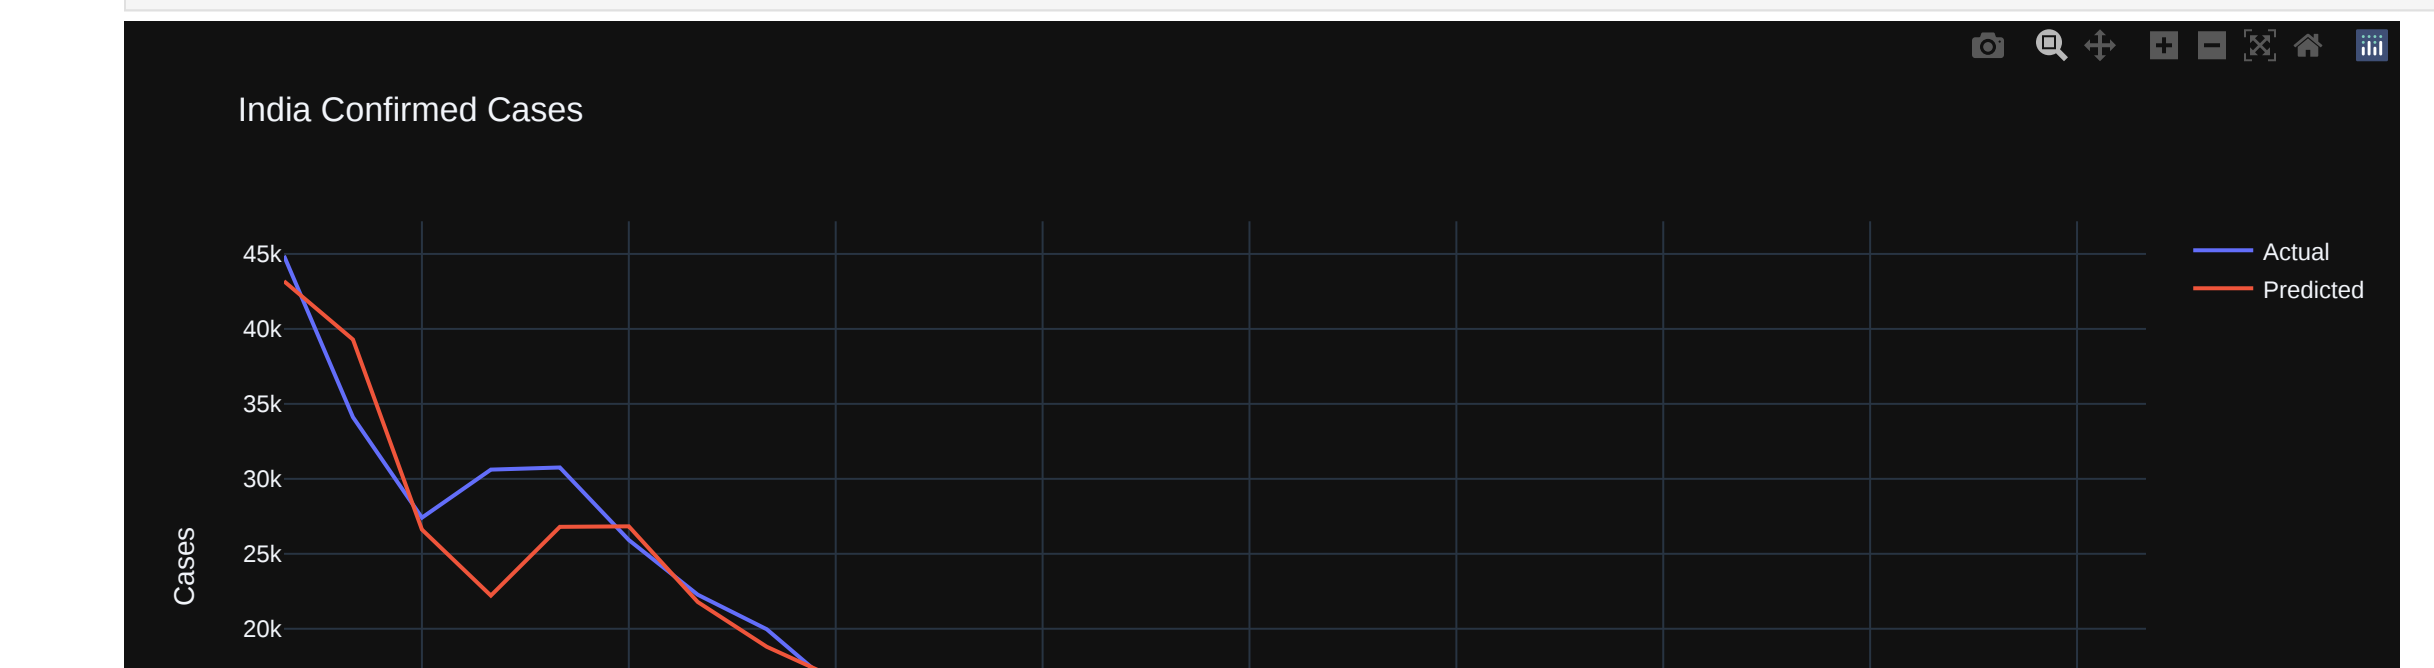 India Confirmed Cases
45k
40k
35k
30k
25k
20k
Cases
Actual
Predicted